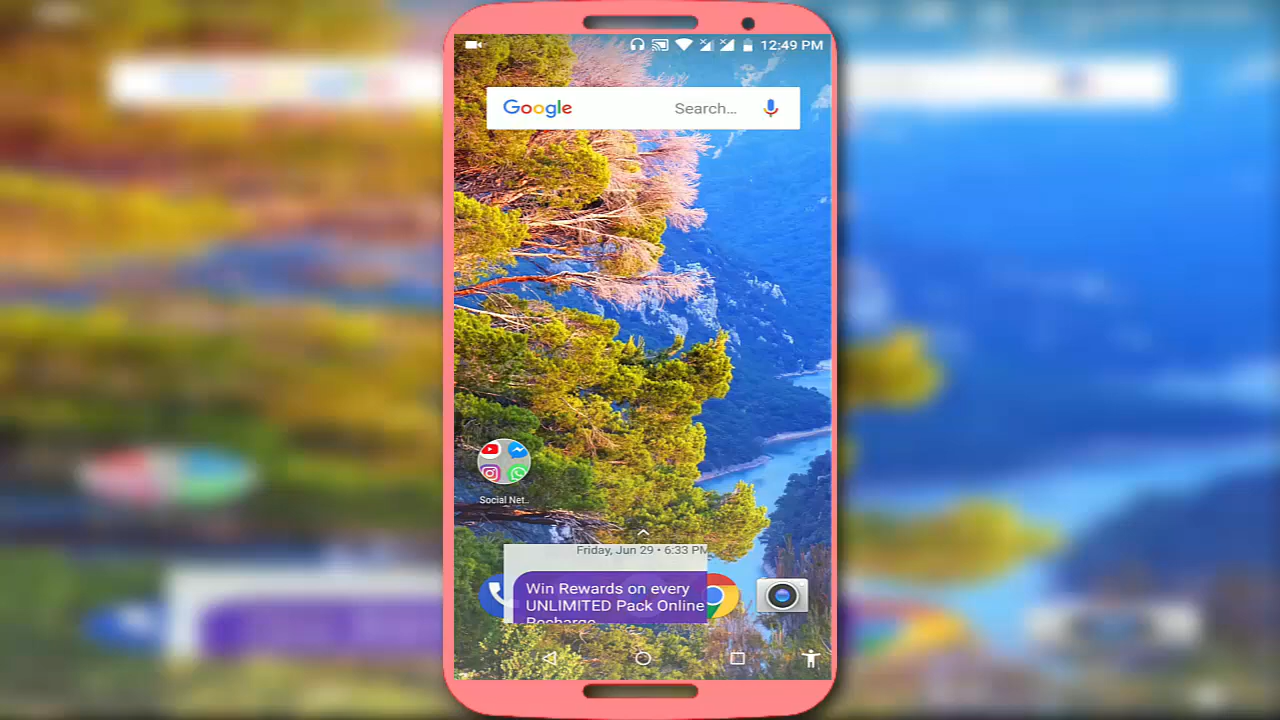 12:49 PM
Google Search...
Social Net..
Friday, Jun 29 • 6:33 PM
Win Rewards on every
UNLIMITED Pack Online
Recharge